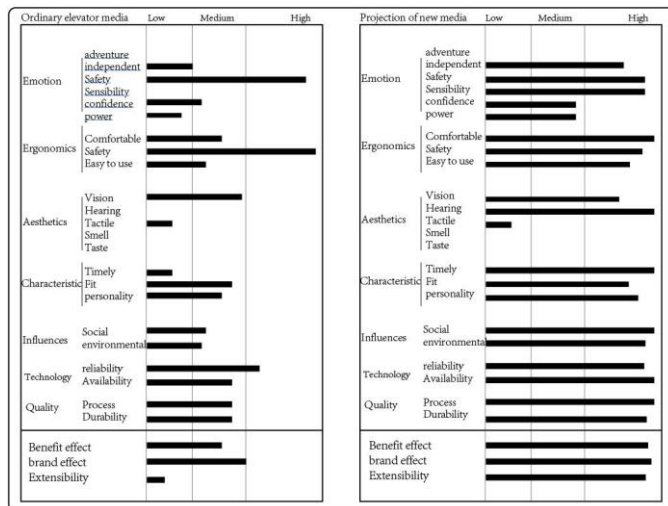 Ordinary elevator media Low Medium High
Emotion
adventure
independent
Safety
Sensibility
confidence
power
Ergonomics
Comfortable
Safety
Easy to use
Aesthetics
Vision
Hearing
Tactile
Smell
Taste
Characteristic
Timely
Fit
personality
Influences
Social
environmental
Technology
reliability
Availability
Quality
Process
Durability
Benefit effect
brand effect
Extensibility
Projection of new media Low Medium High
Emotion
adventure
independent
Safety
Sensibility
confidence
power
Ergonomics
Comfortable
Safety
Easy to use
Aesthetics
Vision
Hearing
Tactile
Smell
Taste
Characteristic
Timely
Fit
personality
Influences
Social
environmental
Technology
reliability
Availability
Quality
Process
Durability
Benefit effect
brand effect
Extensibility